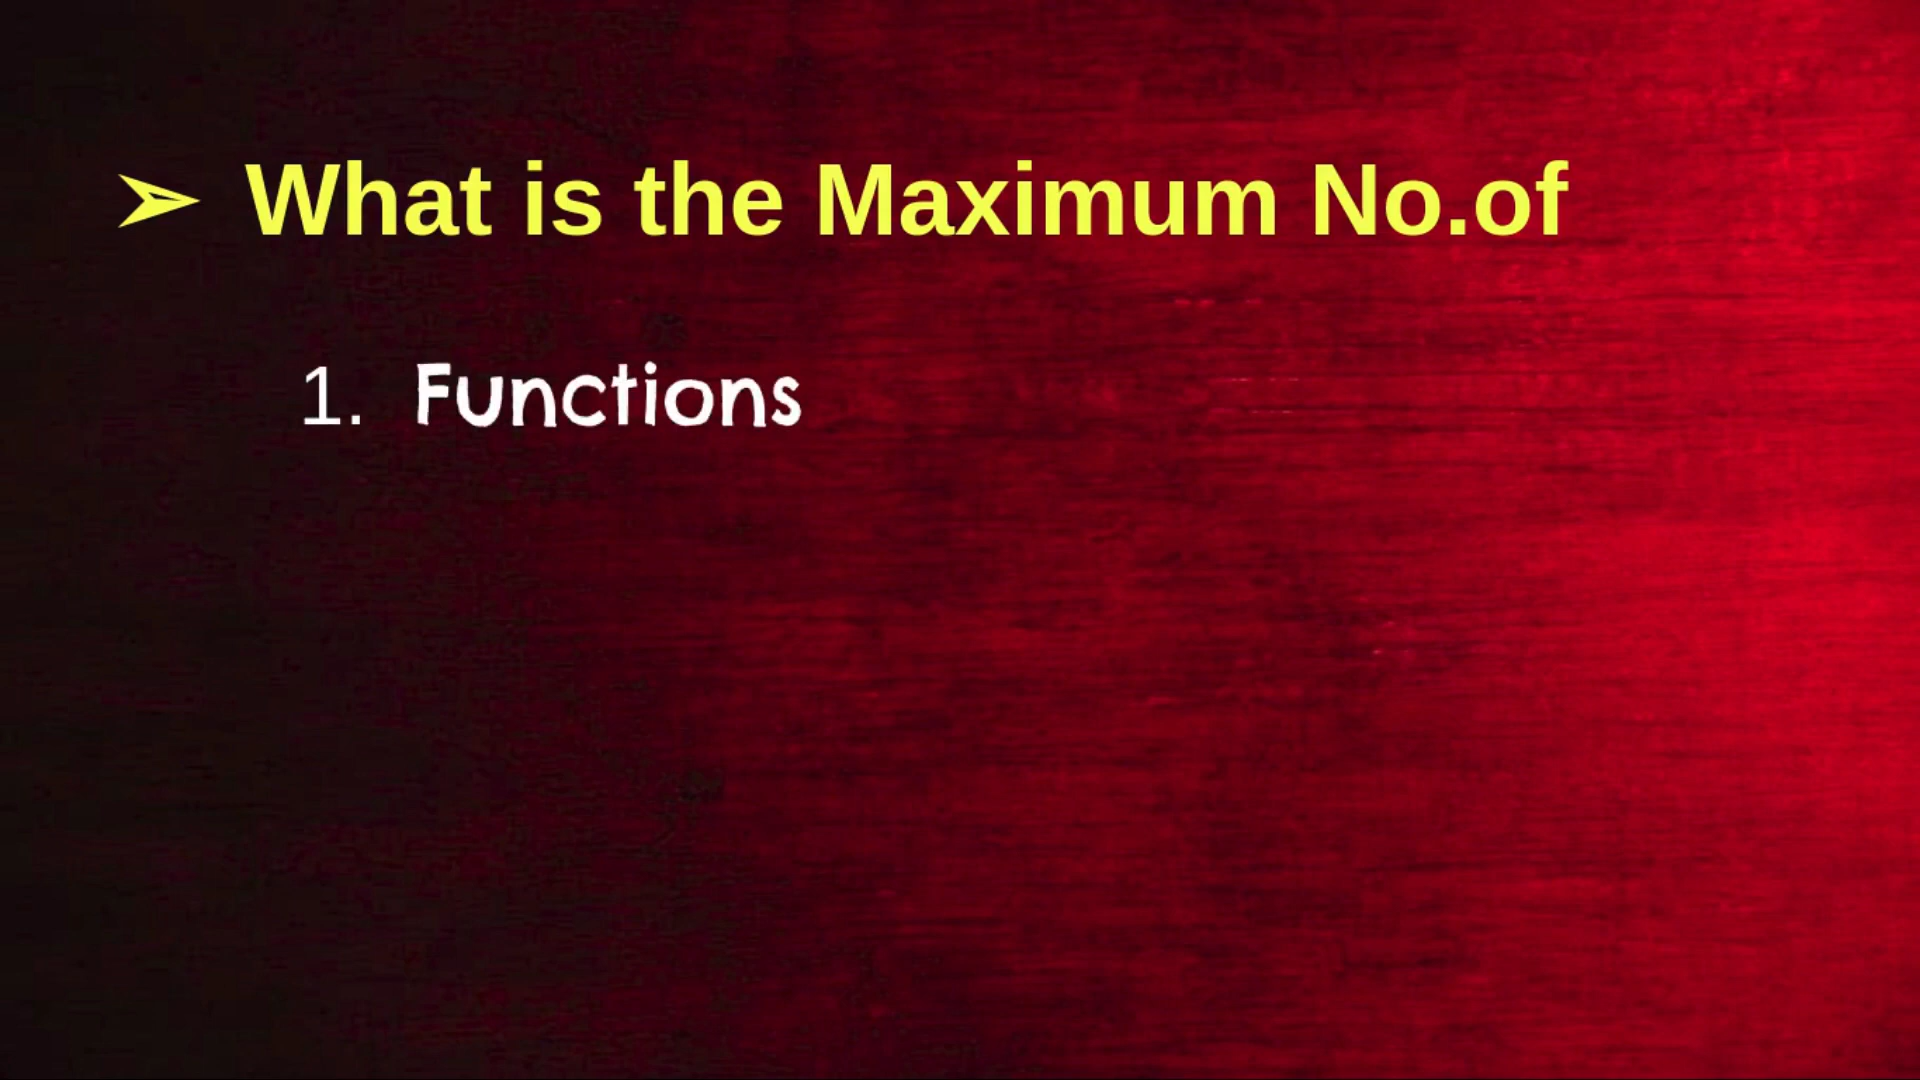 ➢ What is the Maximum No.of
1. Functions